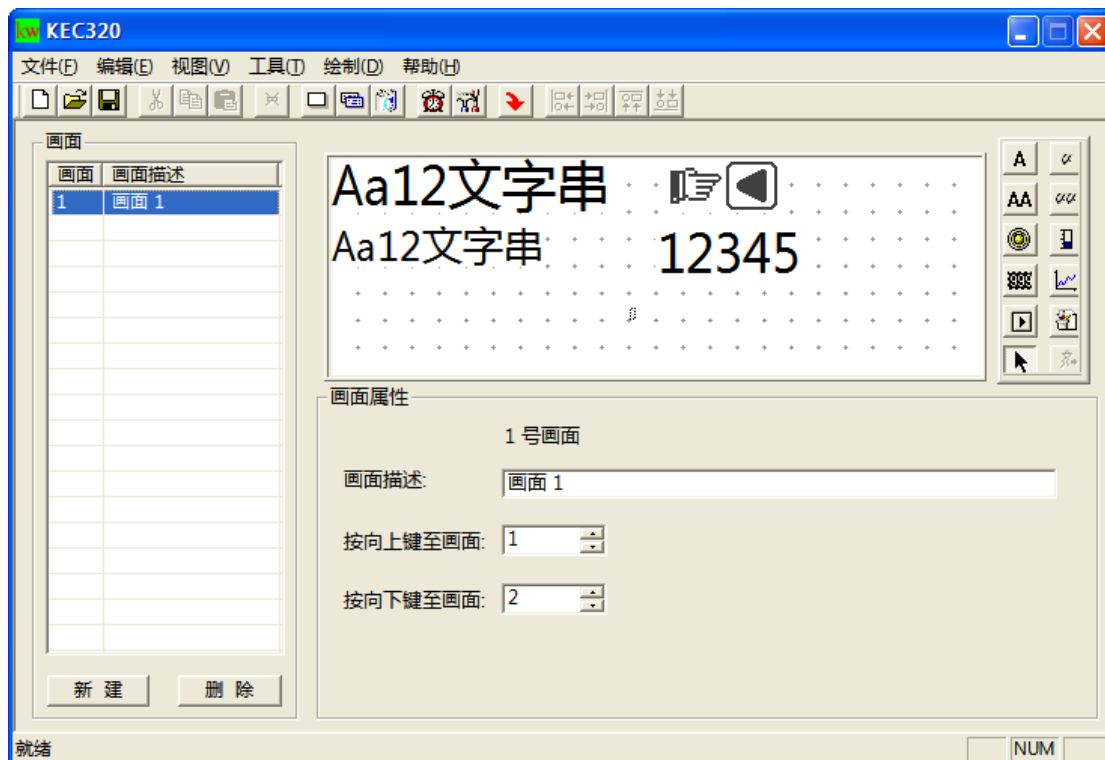 kw KEC320
文件(F) 编辑(E) 视图(V) 工具(T) 绘制(D) 帮助(H)
画面
画面 画面描述
1 画面 1
Aa12文字串
Aa12文字串 12345
A α
AA αα
画面属性
1 号画面
画面描述: 画面 1
按向上键至画面: 1
按向下键至画面: 2
新 建 删 除
就绪 NUM